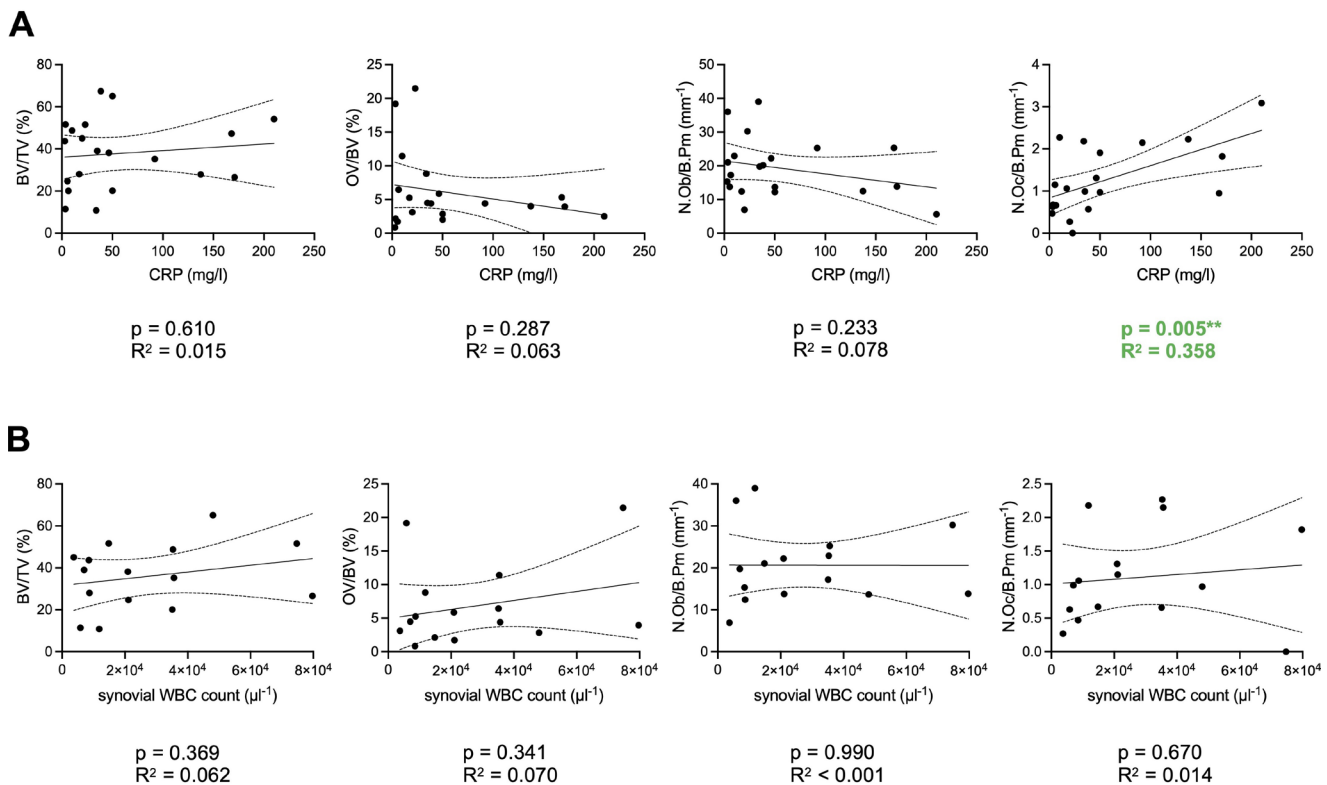 A
BV/TV (%)
80
60
40
20
0
0 50 100 150 200 250
CRP (mg/l)
p = 0.610
R² = 0.015
OV/BV (%)
25
20
15
10
5
0
0 50 100 150 200 250
CRP (mg/l)
p = 0.287
R² = 0.063
N.Ob/B.Pm (mm⁻¹)
50
40
30
20
10
0
0 50 100 150 200 250
CRP (mg/l)
p = 0.233
R² = 0.078
N.Oc/B.Pm (mm⁻¹)
4
3
2
1
0
0 50 100 150 200 250
CRP (mg/l)
p = 0.005**
R² = 0.358
B
BV/TV (%)
80
60
40
20
0
0 2×10⁴ 4×10⁴ 6×10⁴ 8×10⁴
synovial WBC count (µl⁻¹)
p = 0.369
R² = 0.062
OV/BV (%)
25
20
15
10
5
0
0 2×10⁴ 4×10⁴ 6×10⁴ 8×10⁴
synovial WBC count (µl⁻¹)
p = 0.341
R² = 0.070
N.Ob/B.Pm (mm⁻¹)
40
30
20
10
0
0 2×10⁴ 4×10⁴ 6×10⁴ 8×10⁴
synovial WBC count (µl⁻¹)
p = 0.990
R² < 0.001
N.Oc/B.Pm (mm⁻¹)
2.5
2.0
1.5
1.0
0.5
0.0
0 2×10⁴ 4×10⁴ 6×10⁴ 8×10⁴
synovial WBC count (µl⁻¹)
p = 0.670
R² = 0.014